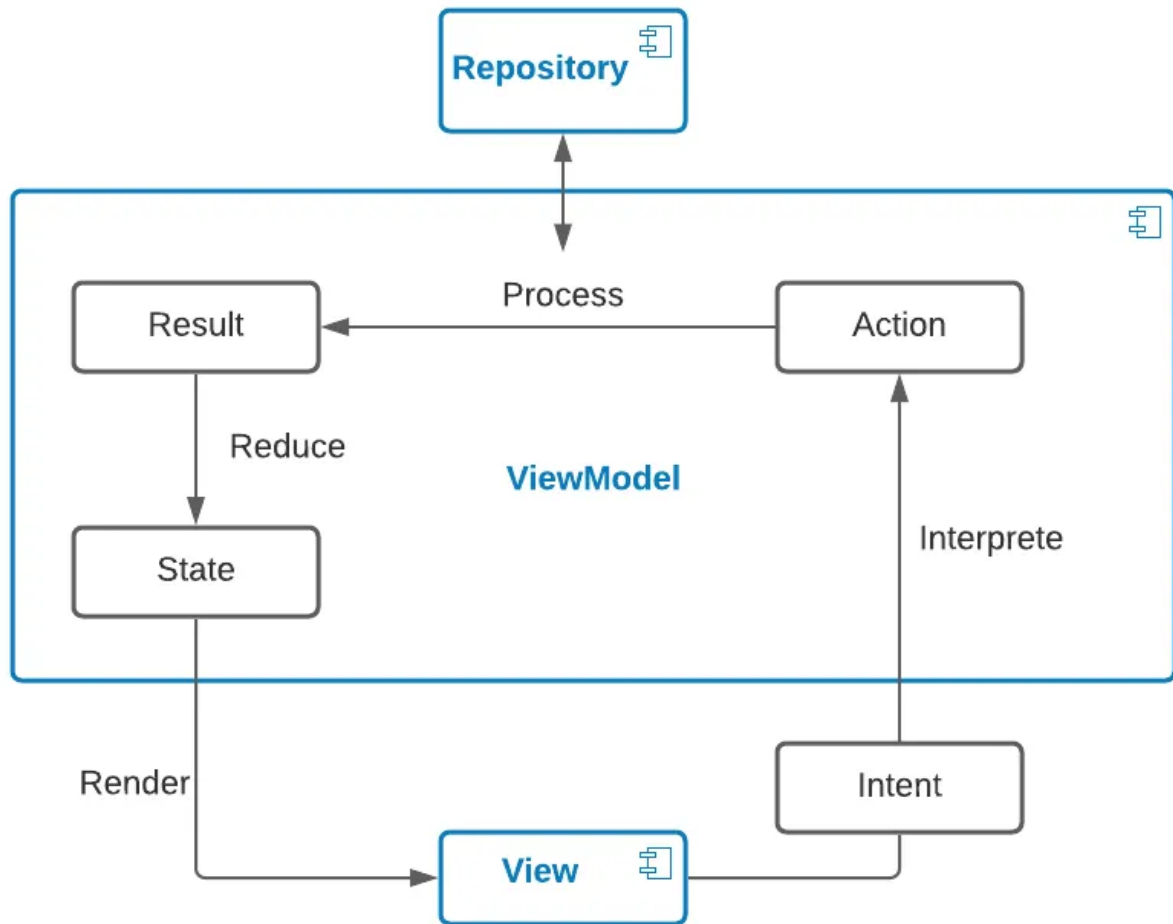 Repository
Process
Result
Action
Reduce
ViewModel
Interprete
State
Render
Intent
View